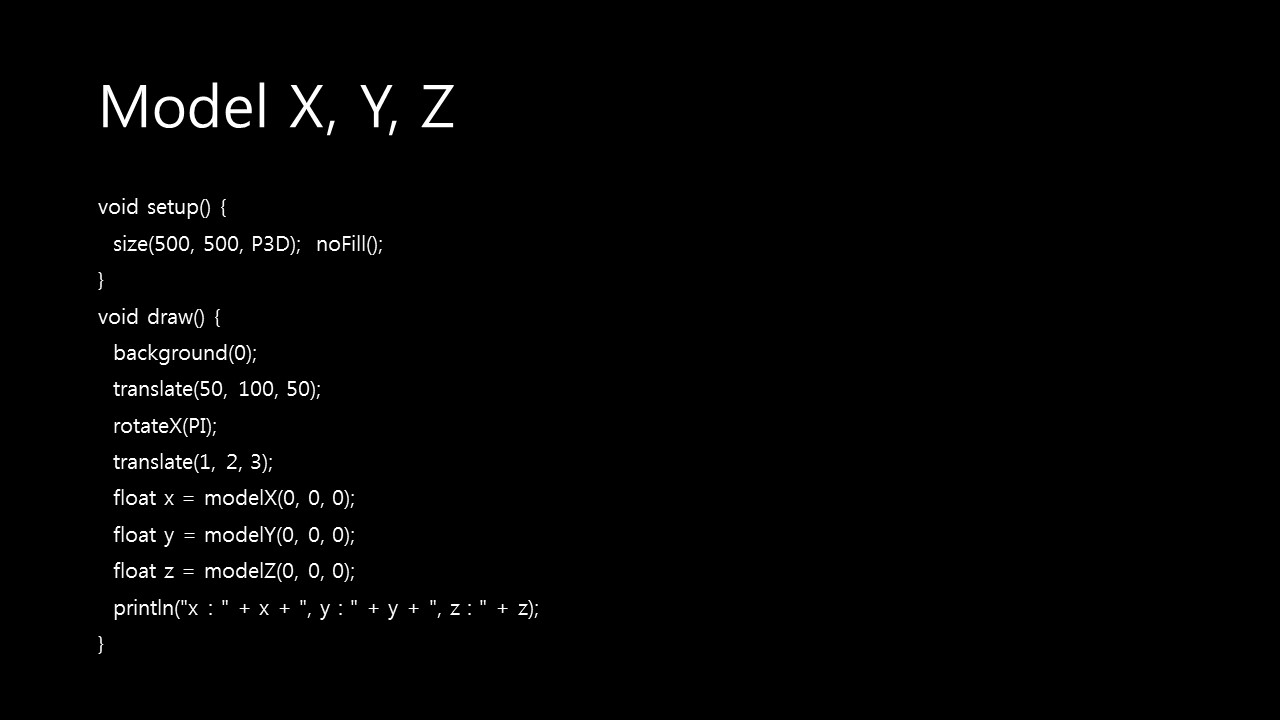 Model X, Y, Z
void setup() {
size(500, 500, P3D); noFill();
}
void draw() {
background(0);
translate(50, 100, 50);
rotateX(PI);
translate(1, 2, 3);
float x = modelX(0, 0, 0);
float y = modelY(0, 0, 0);
float z = modelZ(0, 0, 0);
println("x : " + x + ", y : " + y + ", z : " + z);
}